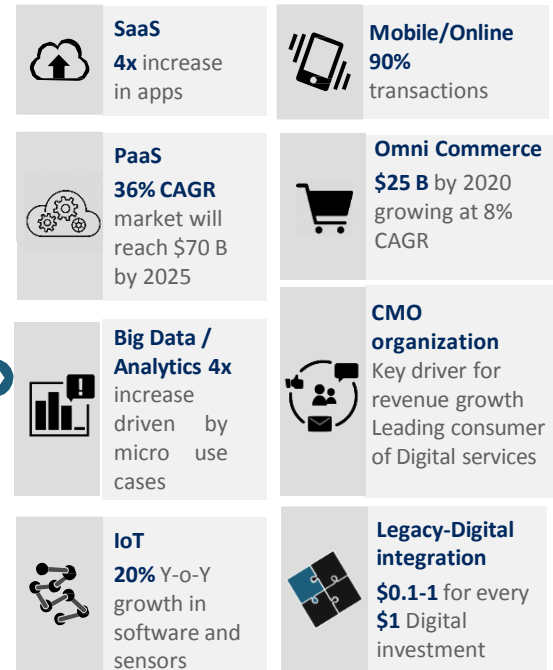 SaaS
4x increase
in apps
Mobile/Online
90%
transactions
PaaS
36% CAGR
market will
reach $70 B
by 2025
Omni Commerce
$25 B by 2020
growing at 8%
CAGR
Big Data /
Analytics 4x
increase
driven by
micro use
cases
CMO
organization
Key driver for
revenue growth
Leading consumer
of Digital services
IoT
20% Y-o-Y
growth in
software and
sensors
Legacy-Digital
integration
$0.1-1 for every
$1 Digital
investment